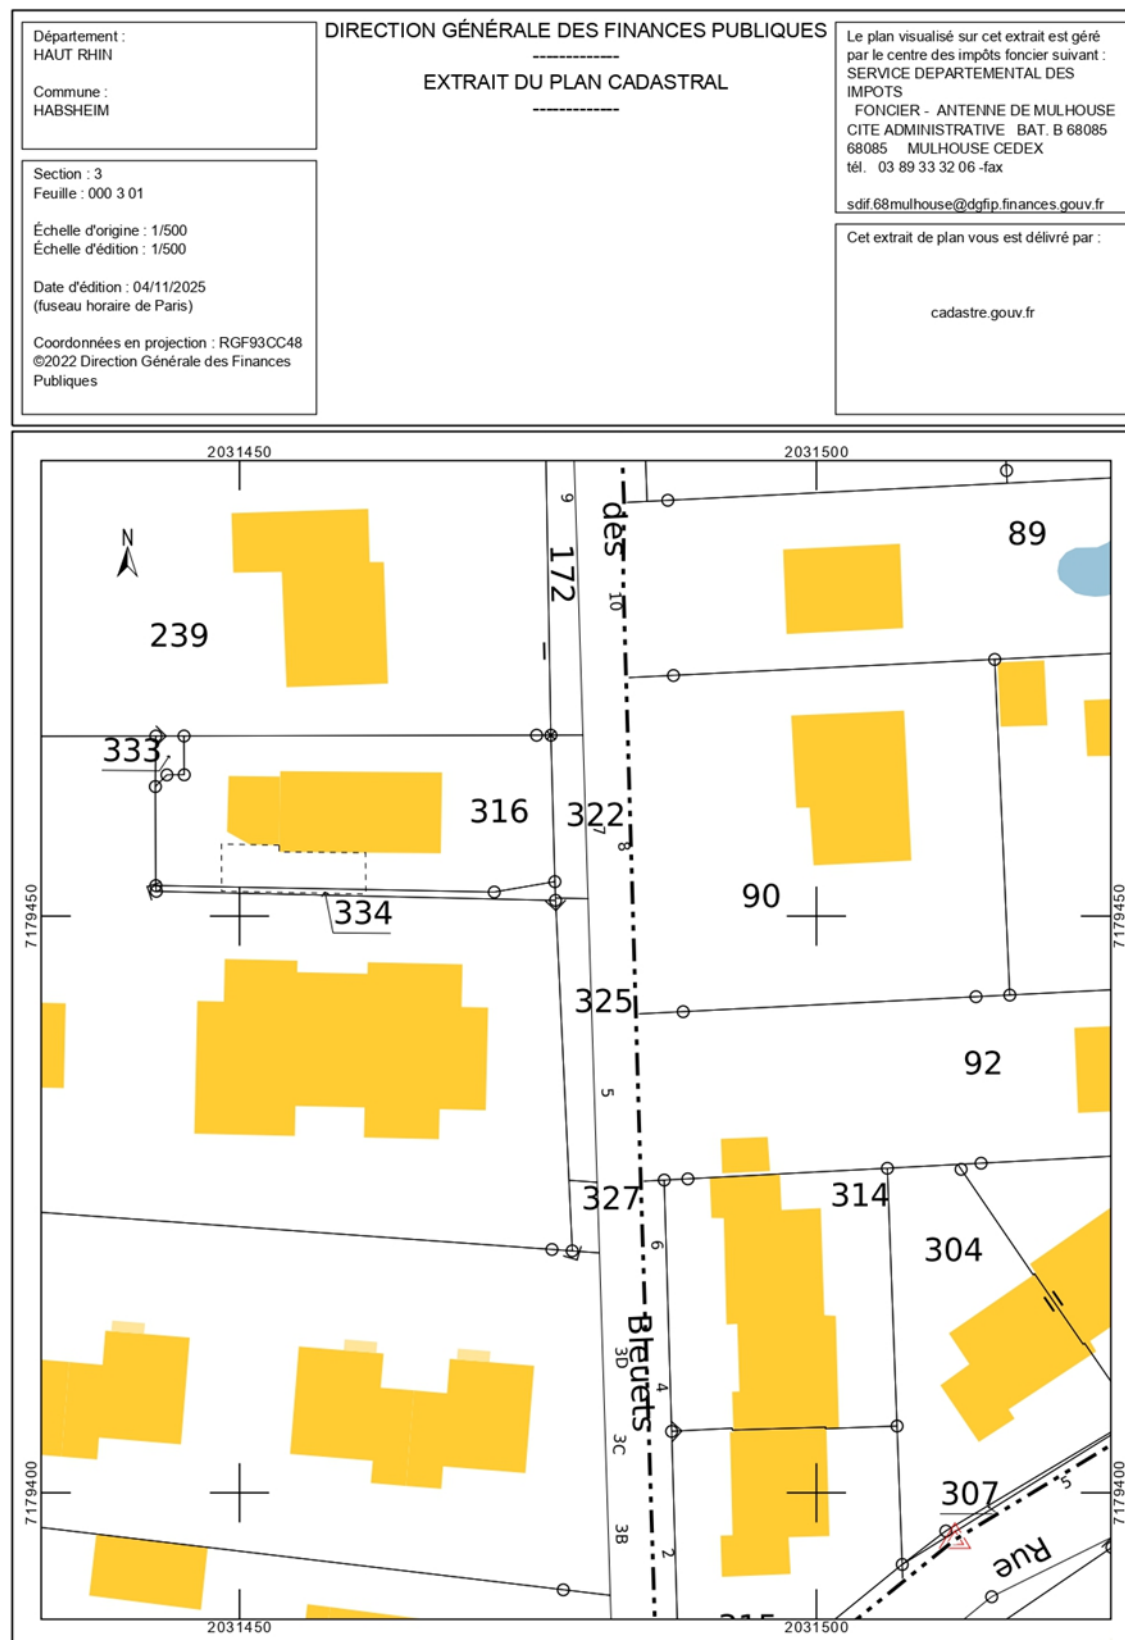 Département :
HAUT RHIN
Commune :
HABSHEIM
Section : 3
Feuille : 000 3 01
Échelle d'origine : 1/500
Échelle d'édition : 1/500
Date d'édition : 04/11/2025
(fuseau horaire de Paris)
Coordonnées en projection : RGF93CC48
©2022 Direction Générale des Finances
Publiques
DIRECTION GÉNÉRALE DES FINANCES PUBLIQUES
-------------
EXTRAIT DU PLAN CADASTRAL
-------------
Le plan visualisé sur cet extrait est géré
par le centre des impôts foncier suivant :
SERVICE DEPARTEMENTAL DES
IMPOTS
FONCIER - ANTENNE DE MULHOUSE
CITE ADMINISTRATIVE BAT. B 68085
68085 MULHOUSE CEDEX
tél. 03 89 33 32 06 -fax
sdif.68mulhouse@dgfip.finances.gouv.fr
Cet extrait de plan vous est délivré par :
cadastre.gouv.fr
2031450
2031500
9
des
89
172
N
10
239
333
316
322
7
8
90
334
7179450
7179450
325
92
5
327
314
6
304
Bleuets
3D
4
3C
7179400
7179400
307
5
3B
2
Rue
2031450
2031500